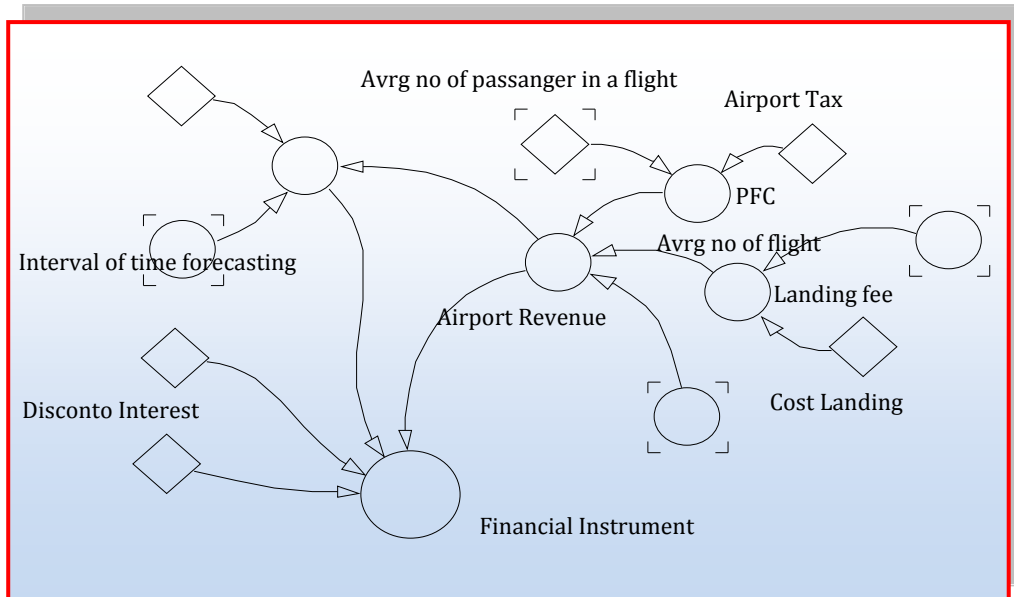 Avrg no of passanger in a flight
Airport Tax
PFC
Avrg no of flight
Interval of time forecasting
Landing fee
Airport Revenue
Disconto Interest
Cost Landing
Financial Instrument